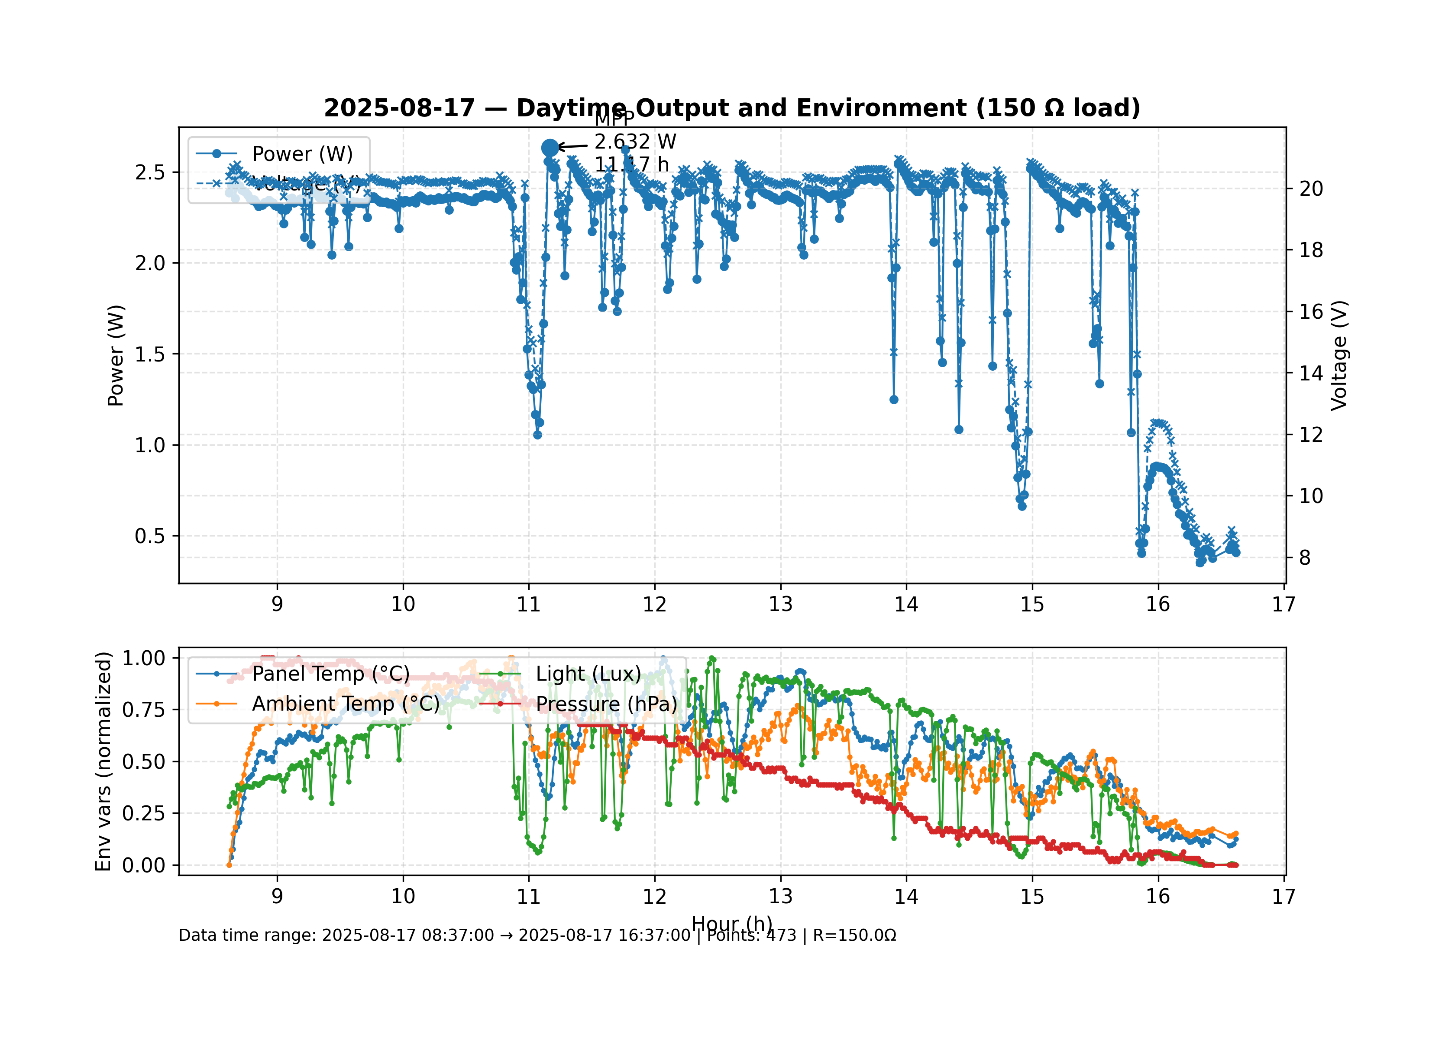 2025-08-17 — Daytime Output and Environment (150 Ω load)
MPP
2.632 W
11.17 h
Power (W)
Voltage (V)
Power (W)
2.5
2.0
1.5
1.0
0.5
Voltage (V)
20
18
16
14
12
10
8
9 10 11 12 13 14 15 16 17
Env vars (normalized)
1.00
0.75
0.50
0.25
0.00
Panel Temp (°C) Light (Lux)
Ambient Temp (°C) Pressure (hPa)
9 10 11 12 13 14 15 16 17
Hour (h)
Data time range: 2025-08-17 08:37:00 → 2025-08-17 16:37:00 | Points: 473 | R=150.0Ω